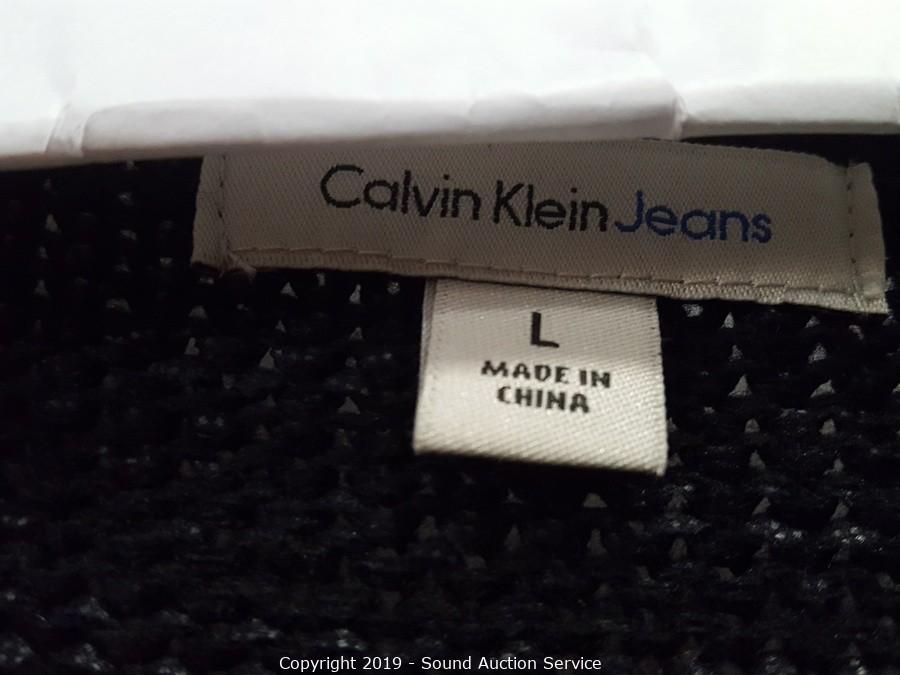 Calvin Klein Jeans
L
MADE IN
CHINA
Copyright 2019 - Sound Auction Service